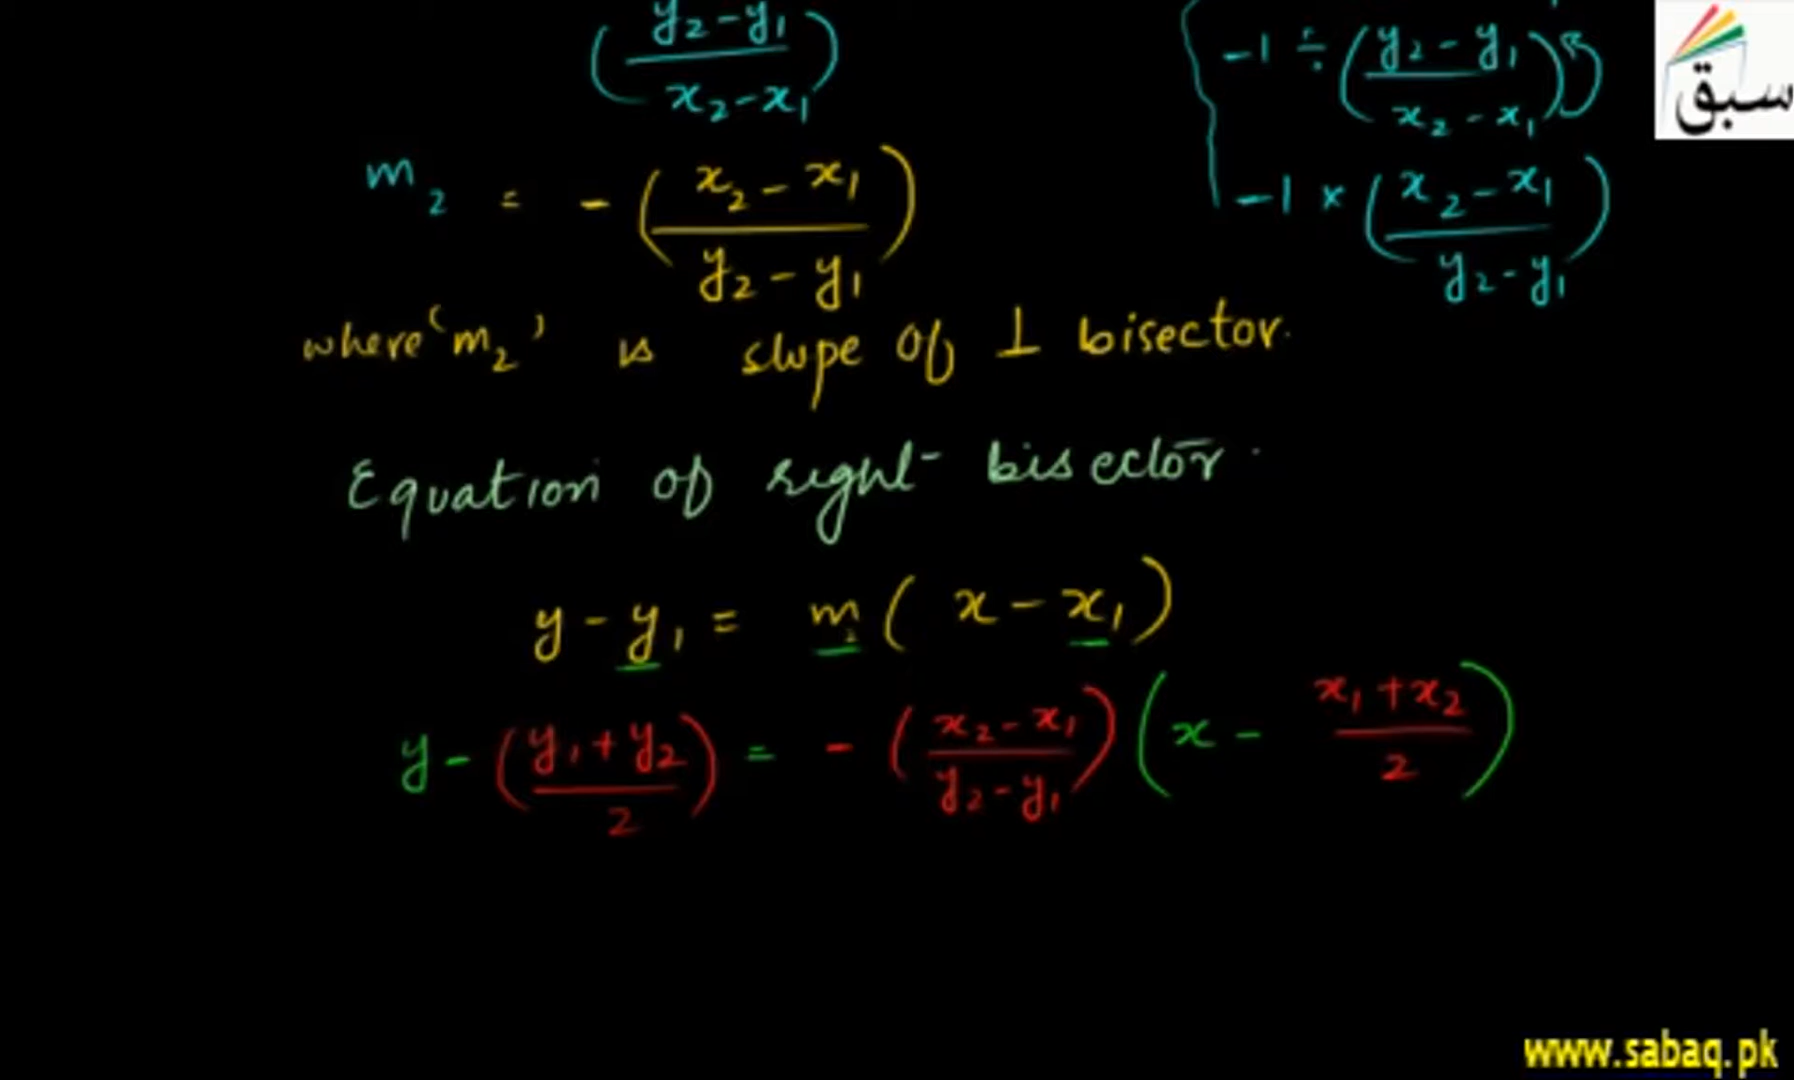 (y₂-y₁ / x₂-x₁)
-1 ÷ (y₂-y₁ / x₂-x₁)
سبق
m₂ = -(x₂-x₁ / y₂-y₁)
-1 × (x₂-x₁ / y₂-y₁)
where 'm₂' is slope of ⊥ bisector.
Equation of right bisector.
y-y₁ = m₂(x-x₁)
y-(y₁+y₂ / 2) = -(x₂-x₁ / y₂-y₁)(x - x₁+x₂ / 2)
www.sabaq.pk